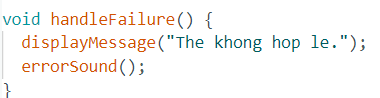 void handleFailure() {
  displayMessage("The khong hop le.");
  errorSound();
}